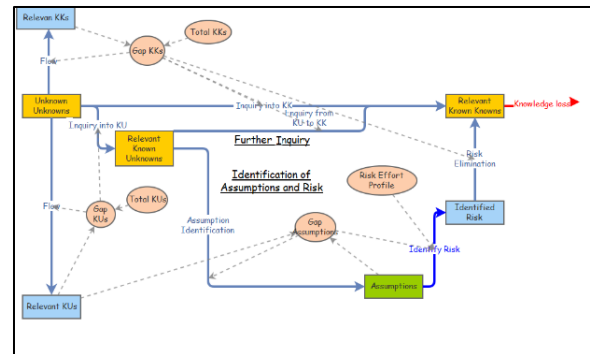 Relevan KKs
Total KKs
Gap KKs
Flow
Unknown
Unknowns
Inquiry into KK
Relevant
Known Knowns
Knowledge loss
Inquiry into KU
Enquiry from
KU to KK
Relevant
Known
Unknowns
Further Inquiry
Risk
Elimination
Identification of
Assumptions and Risk
Risk Effort
Profile
Total KUs
Flow
Gap
KUs
Identified
Risk
Assumption
Identification
Gap
Assumption
Identify Risk
Relevant KUs
Assumptions